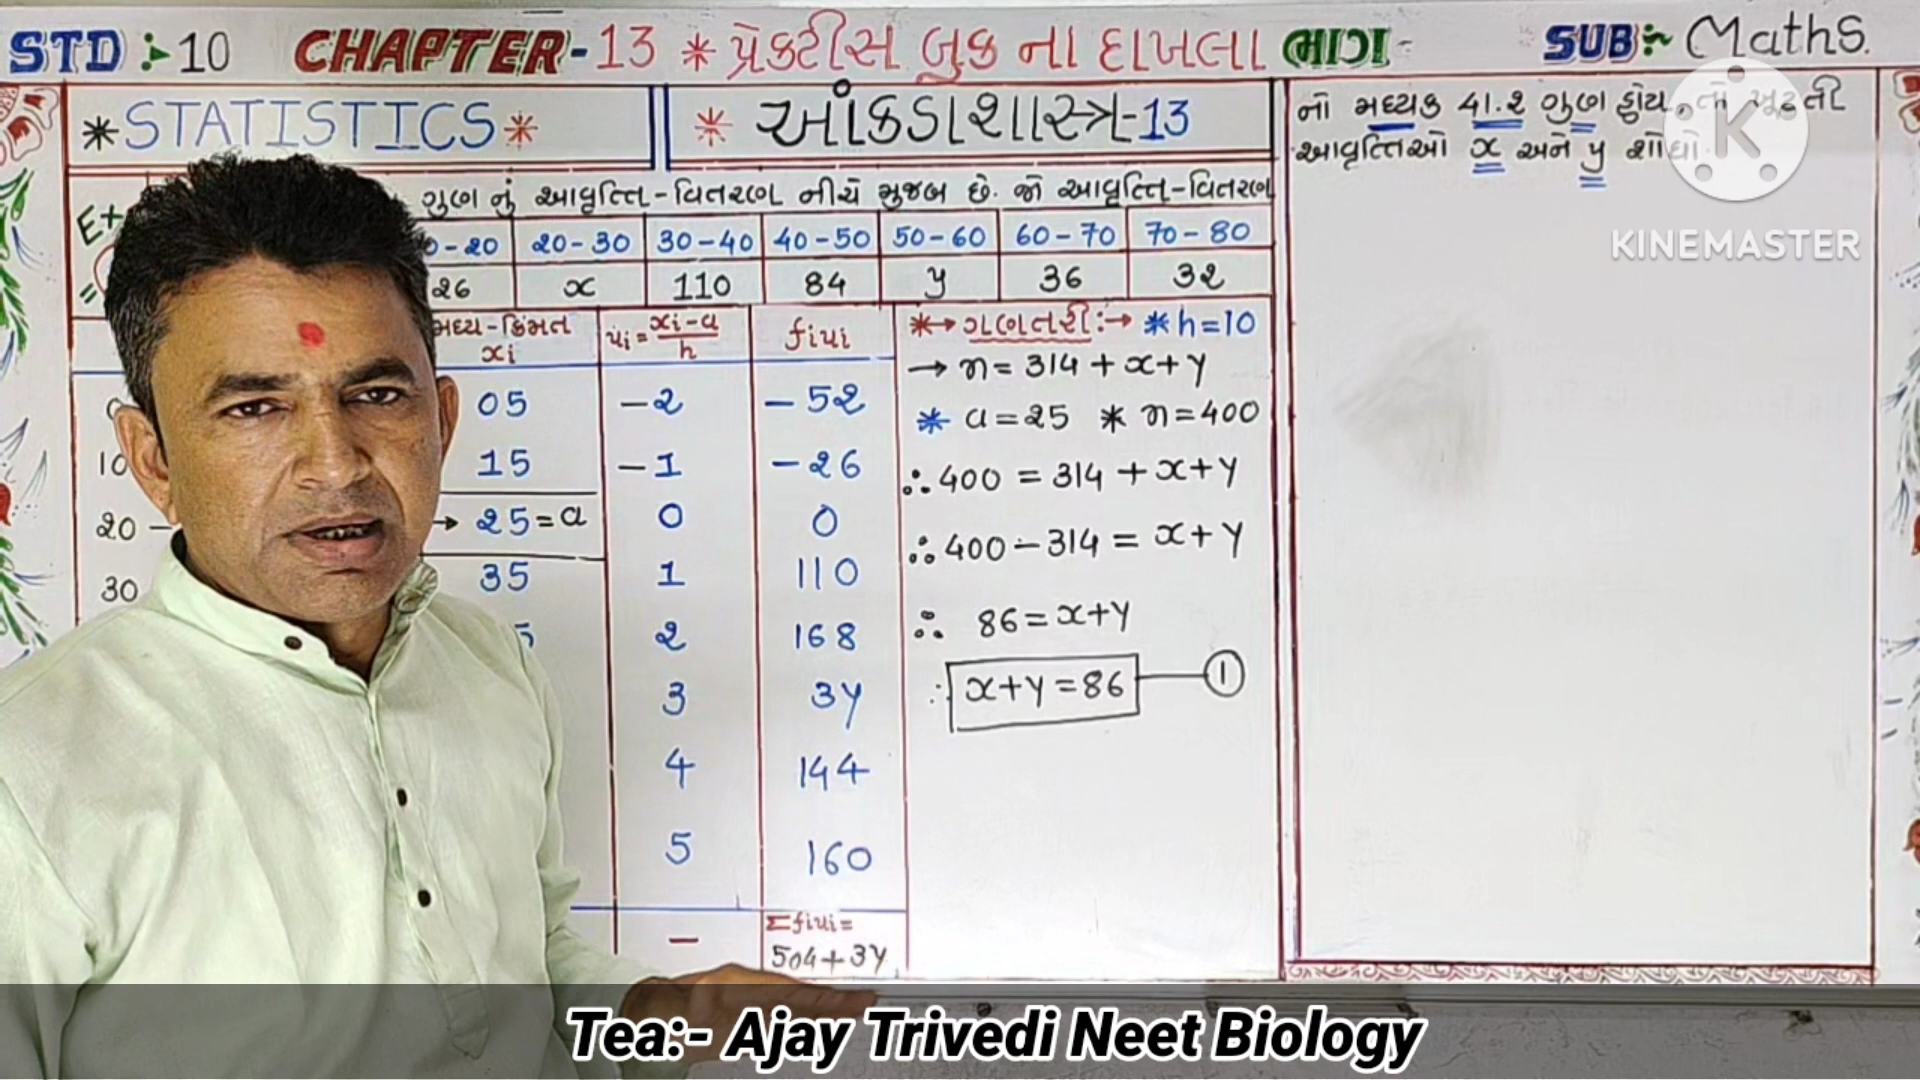 STD :- 10 CHAPTER-13 * પ્રેક્ટીસ બુક ના દાખલા ભાગ- SUB:- Maths.
*STATISTICS* * આંકડાશાસ્ત્ર-13
ગુણ નું આવૃત્તિ-વિતરણ નીચે મુજબ છે. જો આવૃત્તિ-વિતરણ
0-20 20-30 30-40 40-50 50-60 60-70 70-80
26 x 110 84 y 36 32
મધ્ય-કિંમત xi ui = xi-a/h fiui
05 -2 -52
15 -1 -26
20 - → 25=a 0 0
30 35 1 110
2 168
3 3y
4 144
5 160
- Σfiui=
504+3y
*→ ગણતરી:→ *h=10
→ n= 314+x+y
* a=25 * n=400
∴ 400 = 314+x+y
∴ 400-314 = x+y
∴ 86=x+y
∴ x+y=86 — 1
નો મધ્યક 41.2 ગુણ હોય, તો ખૂટતી
આવૃત્તિઓ x અને y શોધો.
K
KINEMASTER
Tea:- Ajay Trivedi Neet Biology